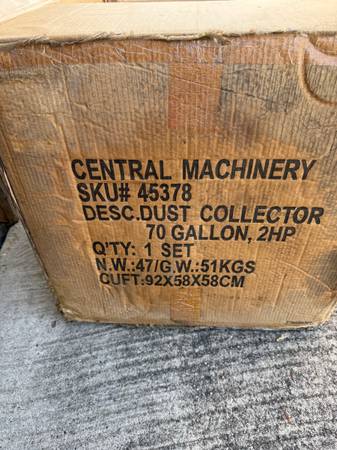 CENTRAL MACHINERY
SKU# 45378
DESC.DUST COLLECTOR
70 GALLON, 2HP
Q'TY: 1 SET
N.W.:47/G.W.:51KGS
CUFT:92X58X58CM